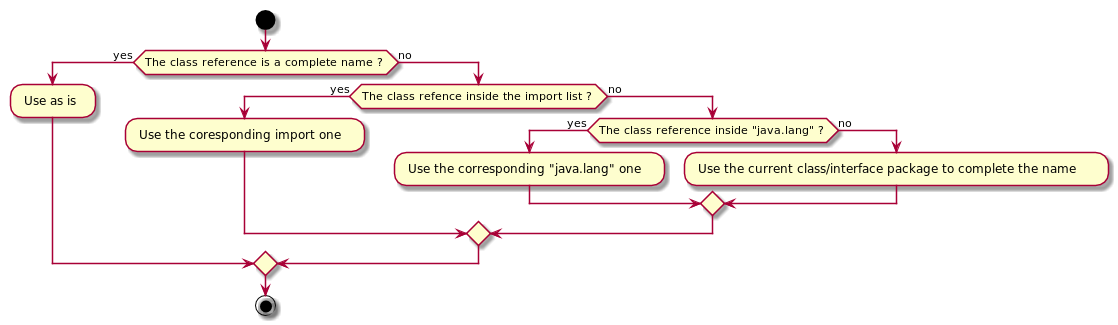 yes
The class reference is a complete name ?
no
Use as is
yes
The class refence inside the import list ?
no
Use the coresponding import one
yes
The class reference inside "java.lang" ?
no
Use the corresponding "java.lang" one
Use the current class/interface package to complete the name